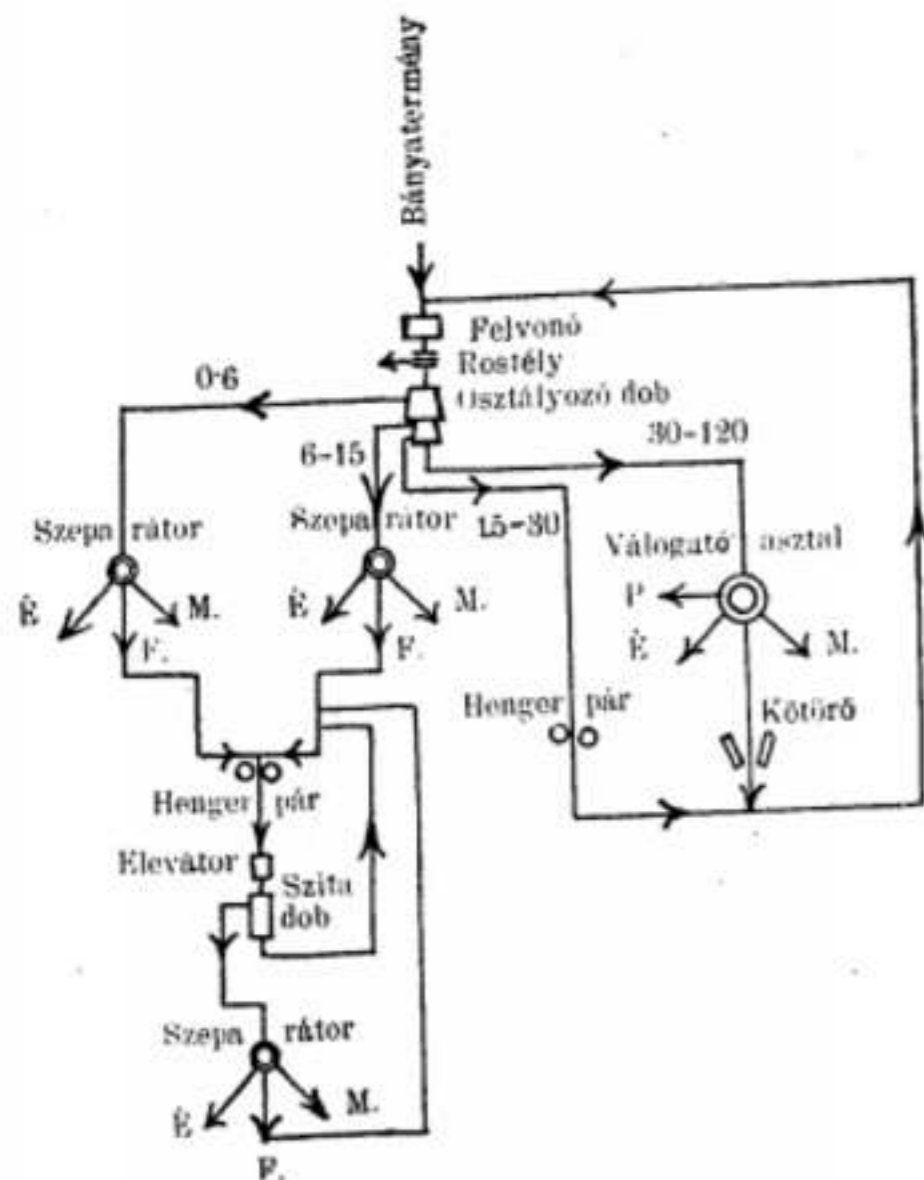 Bányatermény
Felvonó
Rostély
Osztályozó dob
0-6
6-15
30-120
15-30
Szepa rátor
Szepa rátor
Válogató asztal
É
M.
F.
É
M.
F.
P
É
M.
Henger pár
Kőtörő
Henger pár
Elevátor
Szita
dob
Szepa rátor
É
M.
F.